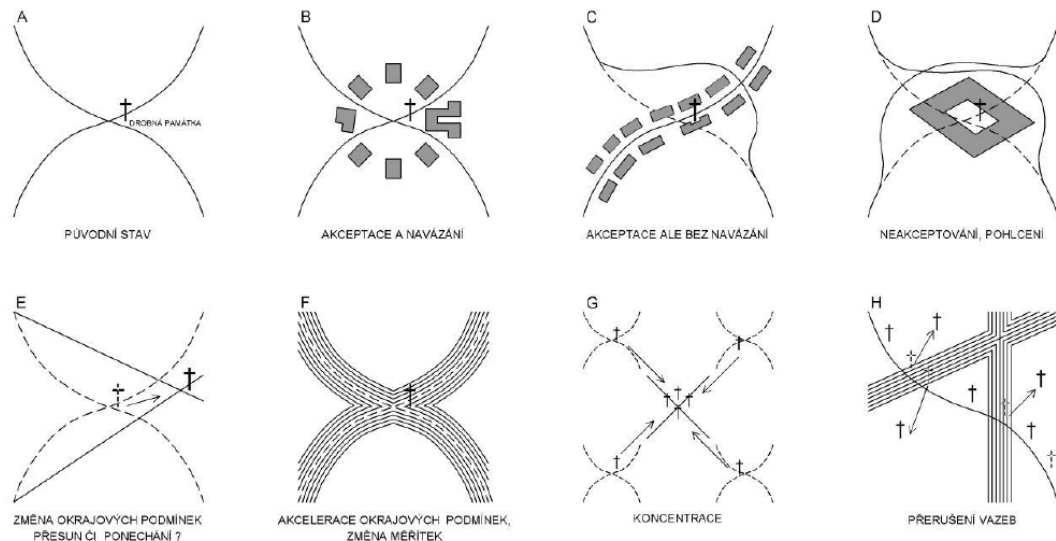 A
B
C
D
DROBNÁ PAMÁTKA
PŮVODNÍ STAV
AKCEPTACE A NAVÁZÁNÍ
AKCEPTACE ALE BEZ NAVÁZÁNÍ
NEAKCEPTOVÁNÍ, POHLCENÍ
E
F
G
H
ZMĚNA OKRAJOVÝCH PODMÍNEK
PŘESUN ČI PONECHÁNÍ ?
AKCELERACE OKRAJOVÝCH PODMÍNEK,
ZMĚNA MĚŘÍTEK
KONCENTRACE
PŘERUŠENÍ VAZEB